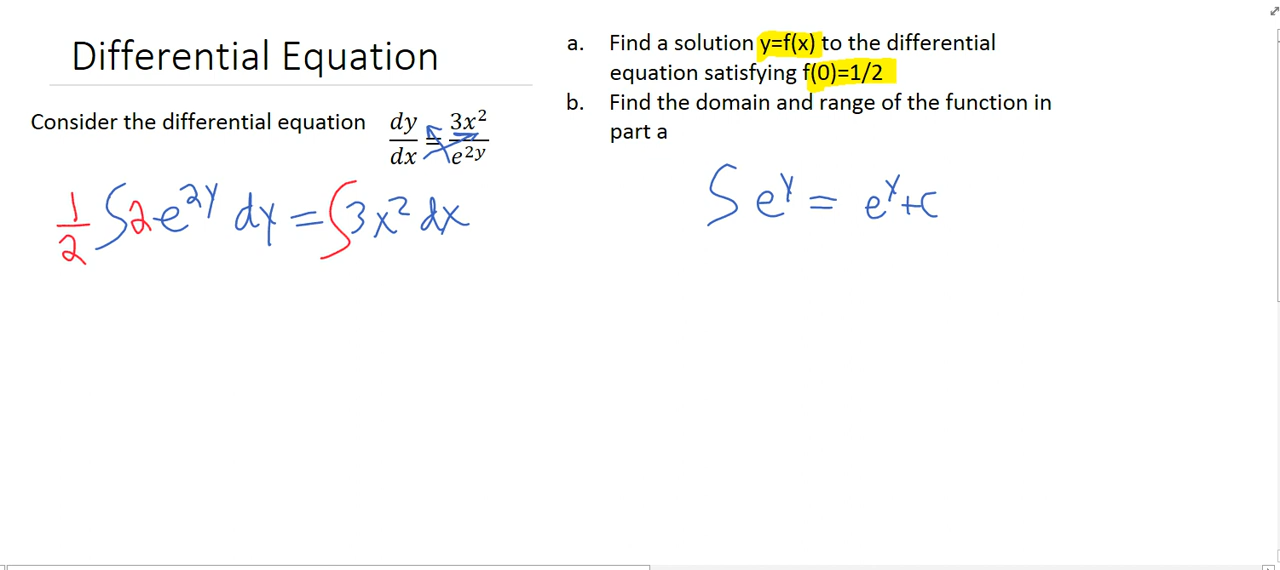 Differential Equation
Consider the differential equation dy/dx = 3x²/e^2y
1/2 ∫2e^2y dy = ∫3x² dx
a. Find a solution y=f(x) to the differential
equation satisfying f(0)=1/2
b. Find the domain and range of the function in
part a
∫ e^y = e^y + c